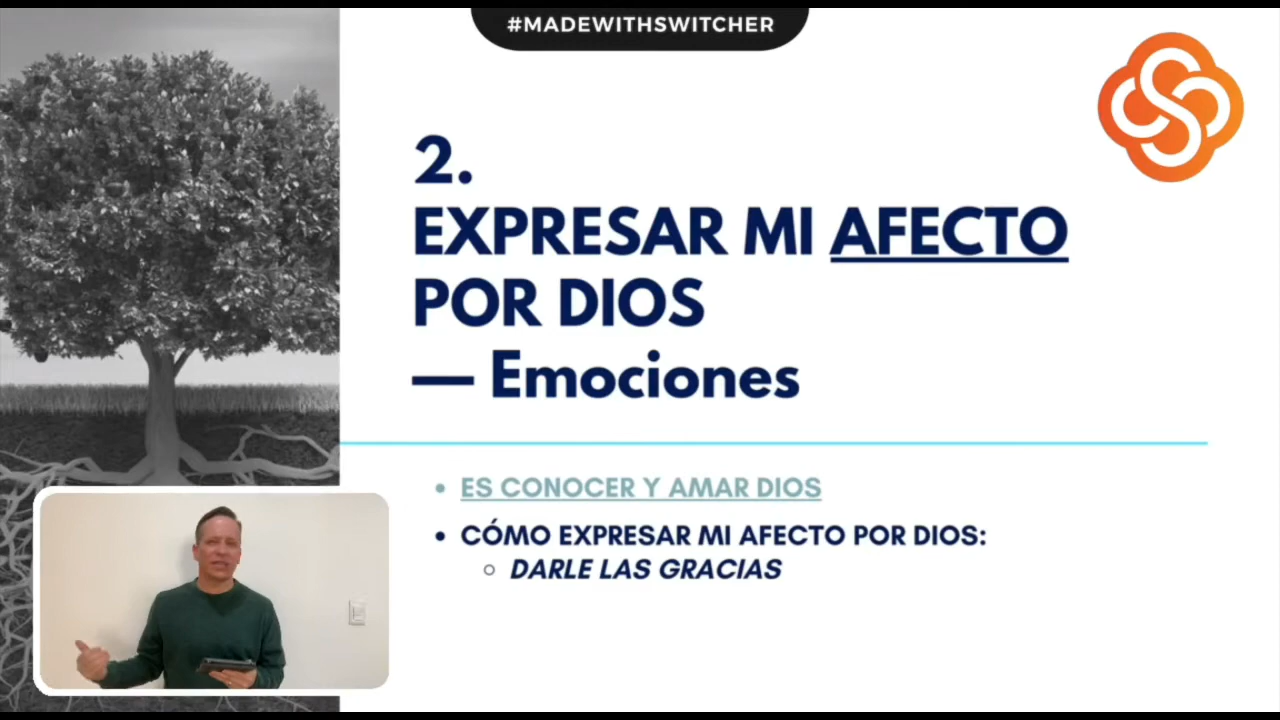 #MADEWITHSWITCHER
2.
EXPRESAR MI AFECTO
POR DIOS
— Emociones
• ES CONOCER Y AMAR DIOS
• CÓMO EXPRESAR MI AFECTO POR DIOS:
○ DARLE LAS GRACIAS